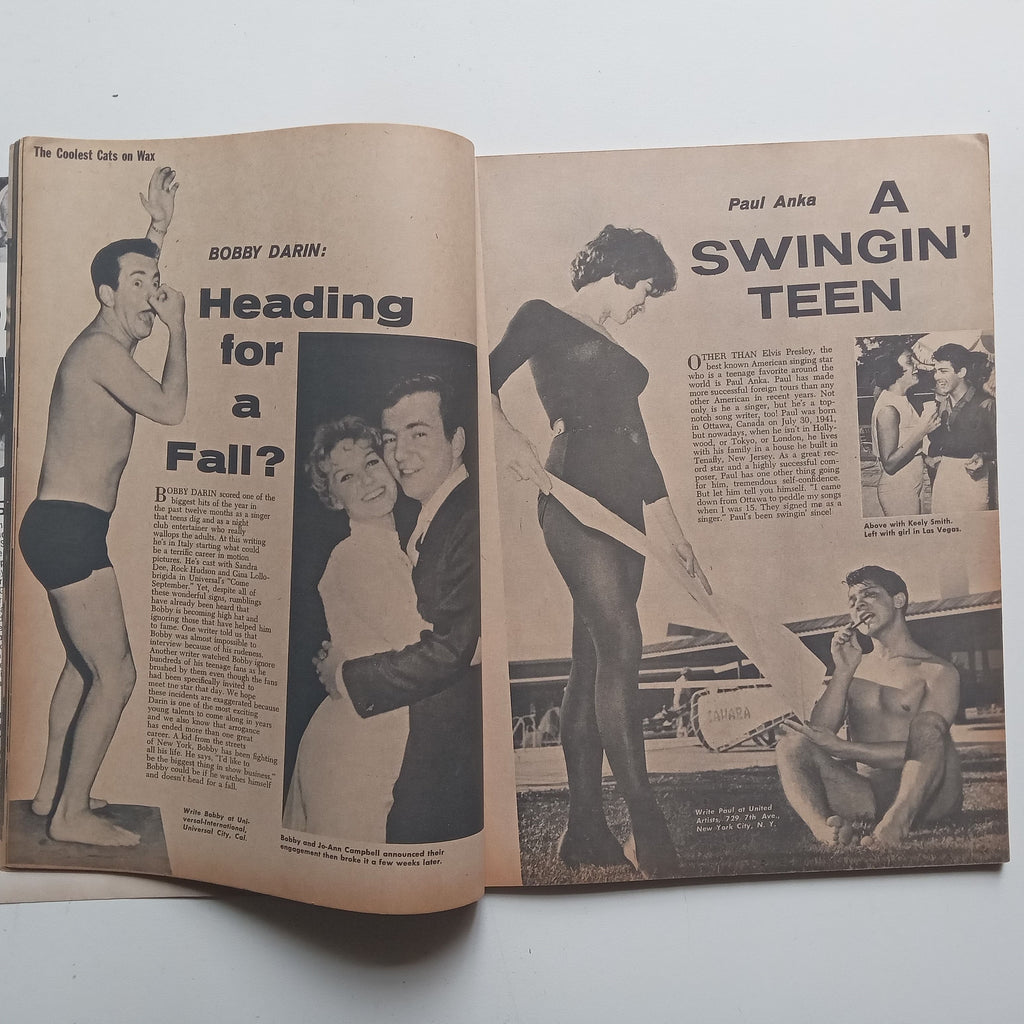 The Coolest Cats on Wax
BOBBY DARIN:
Heading
for
a
Fall?
BOBBY DARIN scored one of the
biggest hits of the year in
the past twelve months as a singer
that teens dig and as a night
club entertainer who really
wallops the adults. At this writing
he's in Italy starting what could
be a terrific career in motion
pictures. He's cast with Sandra
Dee, Rock Hudson and Gina Lollo-
brigida in Universal's "Come
September." Yet, despite all of
these wonderful signs, rumblings
have already been heard that
Bobby is becoming high hat and
ignoring those that have helped him
to fame. One writer told us that
Bobby was almost impossible to
interview because of his rudeness.
Another writer watched Bobby ignore
hundreds of his teenage fans as he
brushed by them even though the fans
had been specifically invited to
meet the star that day. We hope
these incidents are exaggerated because
Darin is one of the most exciting
young talents to come along in years
and we also know that arrogance
has ended more than one great
career. A kid from the streets
of New York, Bobby has been fighting
all his life. He says, "I'd like to
be the biggest thing in show business."
Bobby could be if he watches himself
and doesn't head for a fall.
Write Bobby at Uni-
versal-International,
Universal City, Cal.
Bobby and Jo-Ann Campbell announced their
engagement then broke it a few weeks later.
Paul Anka
A
SWINGIN'
TEEN
OTHER THAN Elvis Presley, the
best known American singing star
who is a teenage favorite around the
world is Paul Anka. Paul has made
more successful foreign tours than any
other American in recent years. Not
only is he a singer, but he's a top-
notch song writer, too! Paul was born
in Ottawa, Canada on July 30, 1941,
but nowadays, when he isn't in Holly-
wood, or Tokyo, or London, he lives
with his family in a house he built in
Tenafly, New Jersey. As a great rec-
ord star and a highly successful com-
poser, Paul has one other thing going
for him, tremendous self-confidence.
But let him tell you himself. "I came
down from Ottawa to peddle my songs
when I was 15. They signed me as a
singer." Paul's been swingin' since!
Above with Keely Smith.
Left with girl in Las Vegas.
SAHARA
Write Paul at United
Artists, 729 7th Ave.,
New York City, N. Y.